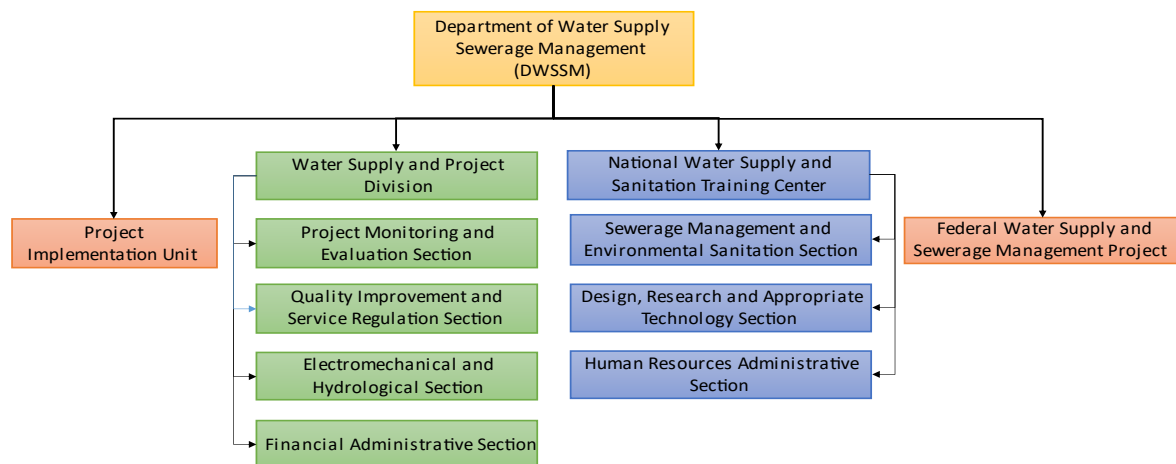 Department of Water Supply
Sewerage Management
(DWSSM)
Water Supply and Project
Division
National Water Supply and
Sanitation Training Center
Project
Implementation Unit
Project Monitoring and
Evaluation Section
Sewerage Management and
Environmental Sanitation Section
Federal Water Supply and
Sewerage Management Project
Quality Improvement and
Service Regulation Section
Design, Research and Appropriate
Technology Section
Electromechanical and
Hydrological Section
Human Resources Administrative
Section
Financial Administrative Section